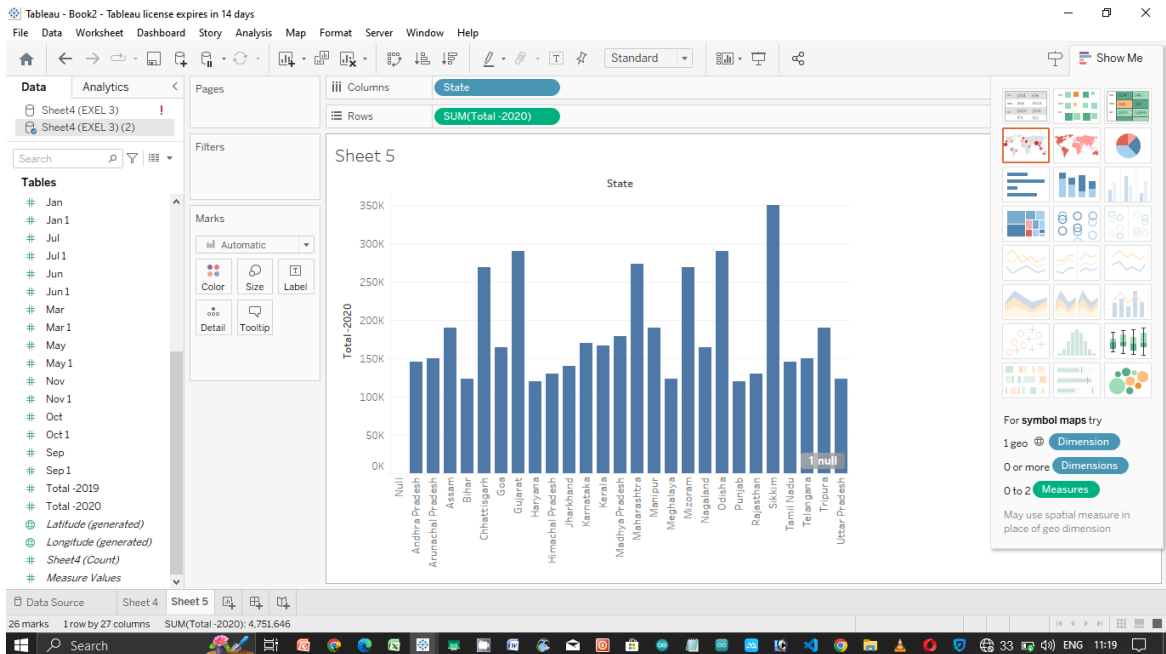 Tableau - Book2 - Tableau license expires in 14 days
File Data Worksheet Dashboard Story Analysis Map Format Server Window Help
Standard
Show Me
Data Analytics
Sheet4 (EXEL 3) !
Sheet4 (EXEL 3) (2)
Search
Tables
Jan
Jan 1
Jul
Jul 1
Jun
Jun 1
Mar
Mar 1
May
May 1
Nov
Nov 1
Oct
Oct 1
Sep
Sep 1
Total -2019
Total -2020
Latitude (generated)
Longitude (generated)
Sheet4 (Count)
Measure Values
Pages
Filters
Marks
Automatic
Color Size Label
Detail Tooltip
Columns State
Rows SUM(Total -2020)
Sheet 5
State
350K
300K
250K
200K
150K
100K
50K
0K
Total -2020
1 null
Null
Andhra Pradesh
Arunachal Pradesh
Assam
Bihar
Chhattisgarh
Goa
Gujarat
Haryana
Himachal Pradesh
Jharkhand
Karnataka
Kerala
Madhya Pradesh
Maharashtra
Manipur
Meghalaya
Mizoram
Nagaland
Odisha
Punjab
Rajasthan
Sikkim
Tamil Nadu
Telangana
Tripura
Uttar Pradesh
For symbol maps try
1 geo Dimension
0 or more Dimensions
0 to 2 Measures
May use spatial measure in
place of geo dimension
Data Source Sheet 4 Sheet 5
26 marks 1 row by 27 columns SUM(Total -2020): 4,751,646
Search
33 ENG 11:19